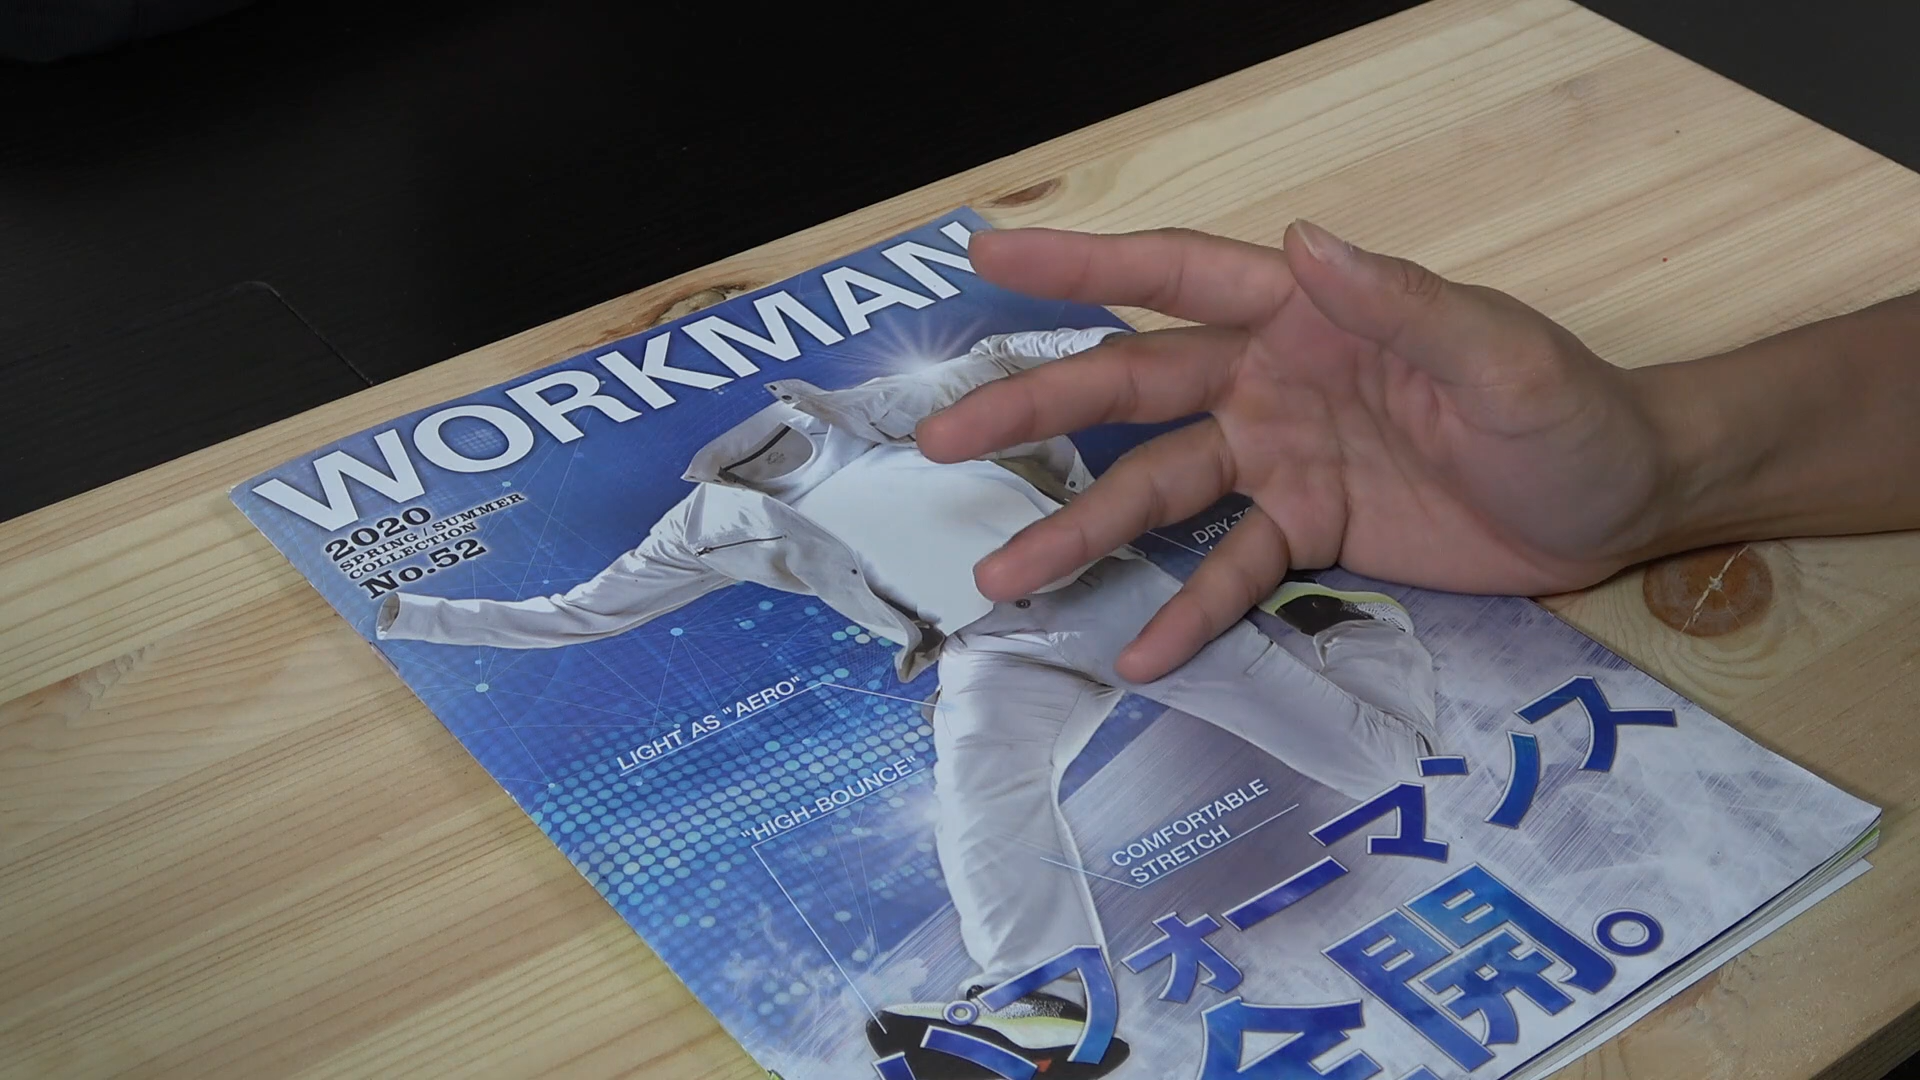 WORKMAN
2020
SPRING / SUMMER
COLLECTION
No.52
LIGHT AS "AERO"
"HIGH-BOUNCE"
COMFORTABLE
STRETCH
パフォーマンス
全開。